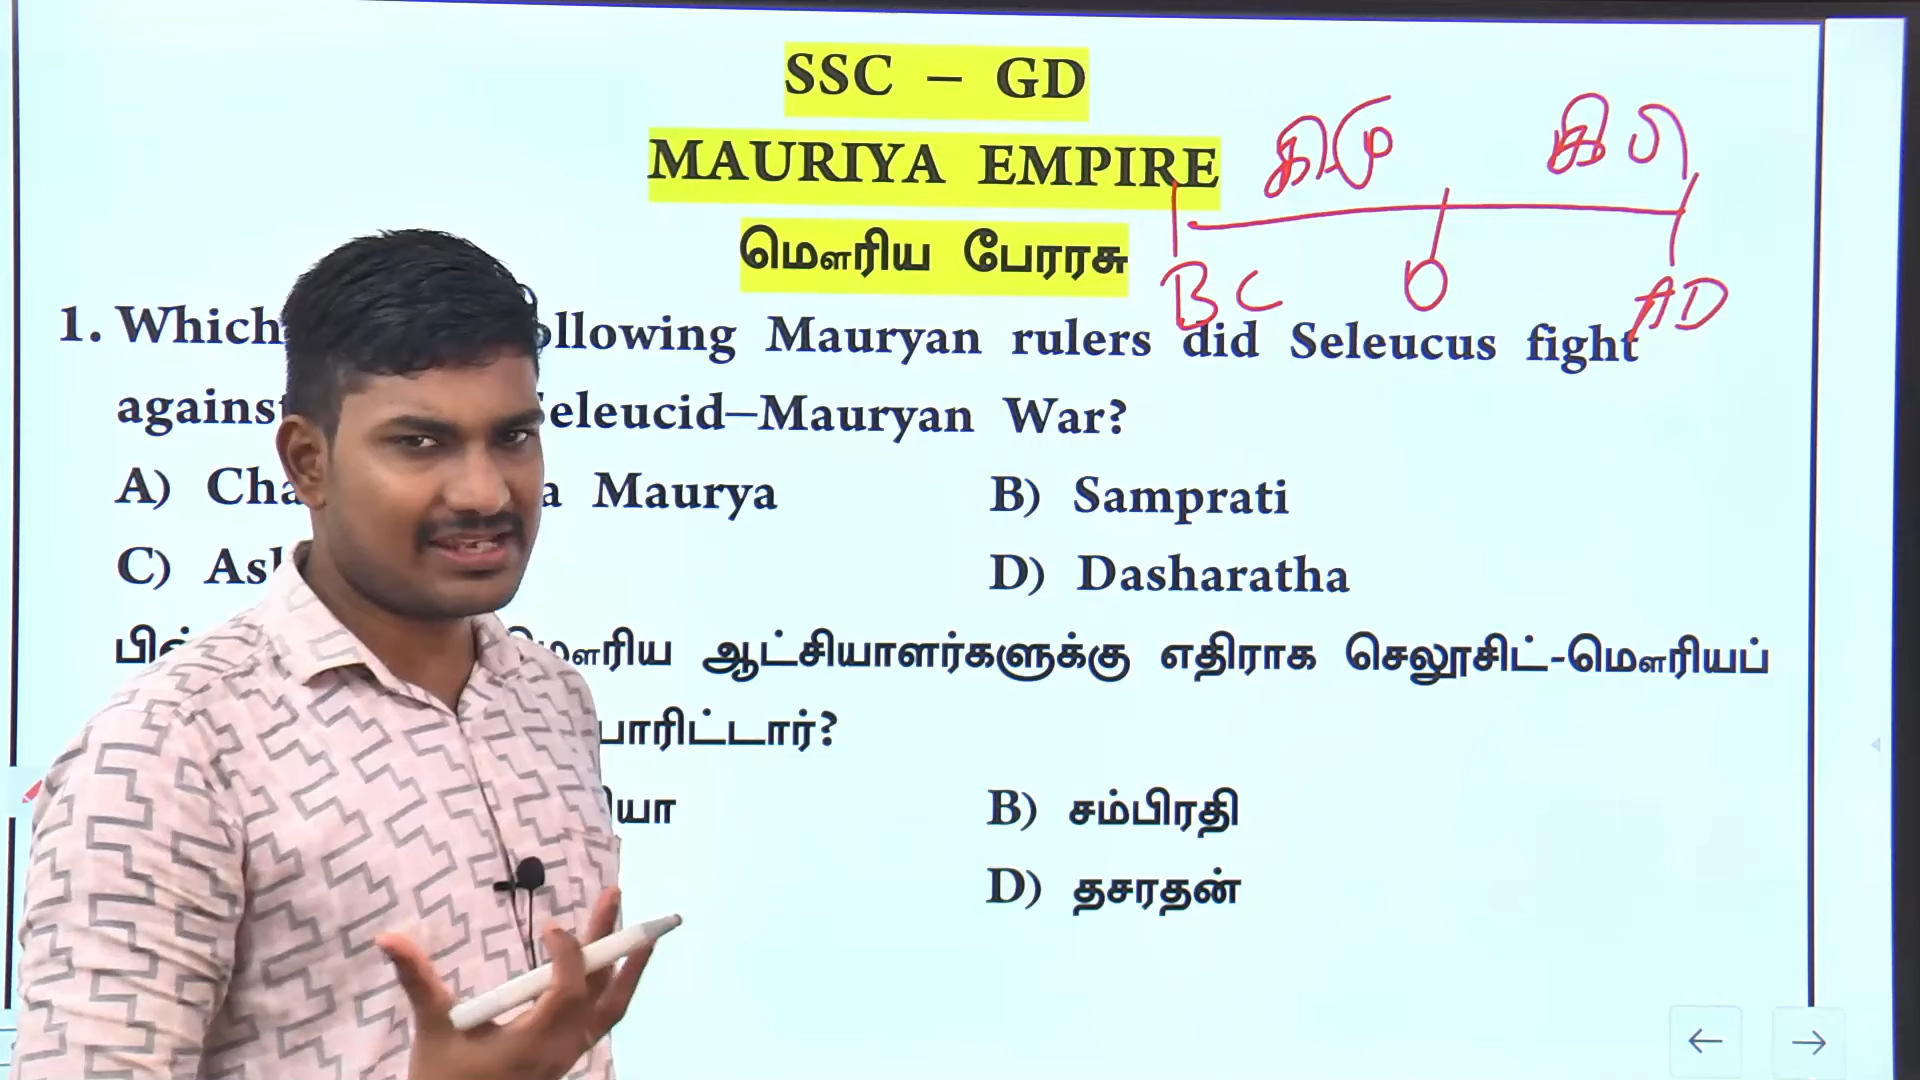 SSC – GD
MAURIYA EMPIRE
கிமு கிபி
மௌரிய பேரரசு
BC 0 AD
1. Which ollowing Mauryan rulers did Seleucus fight
against eleucid–Mauryan War?
A) Cha a Maurya B) Samprati
C) Ash D) Dasharatha
மௌரிய ஆட்சியாளர்களுக்கு எதிராக செலூசிட்-மௌரியப்
போரிட்டார்?
ரியா B) சம்பிரதி
D) தசரதன்